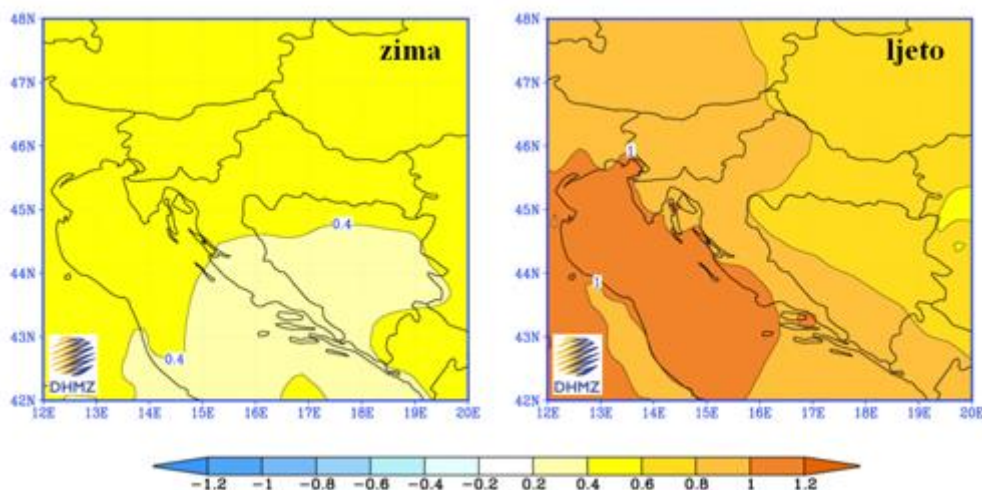 zima
48N
47N
46N
45N
44N
43N
42N
0.4
0.4
DHMZ
12E 13E 14E 15E 16E 17E 18E 19E 20E
ljeto
48N
47N
46N
45N
44N
43N
42N
1
1
DHMZ
12E 13E 14E 15E 16E 17E 18E 19E 20E
-1.2 -1 -0.8 -0.6 -0.4 -0.2 0.2 0.4 0.6 0.8 1 1.2